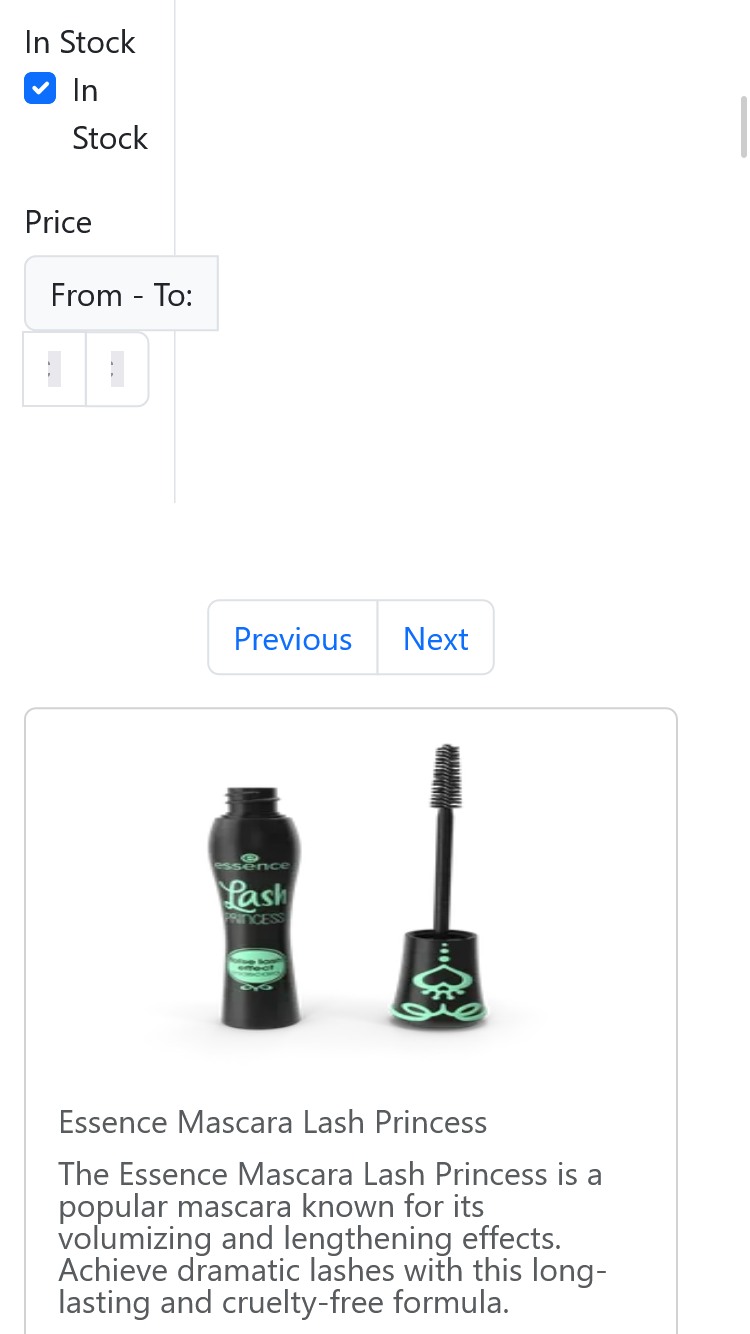 In Stock
In
Stock
Price
From - To:
Previous
Next
essence
Lash
PRINCESS
false lash
effect
Essence Mascara Lash Princess
The Essence Mascara Lash Princess is a
popular mascara known for its
volumizing and lengthening effects.
Achieve dramatic lashes with this long-
lasting and cruelty-free formula.